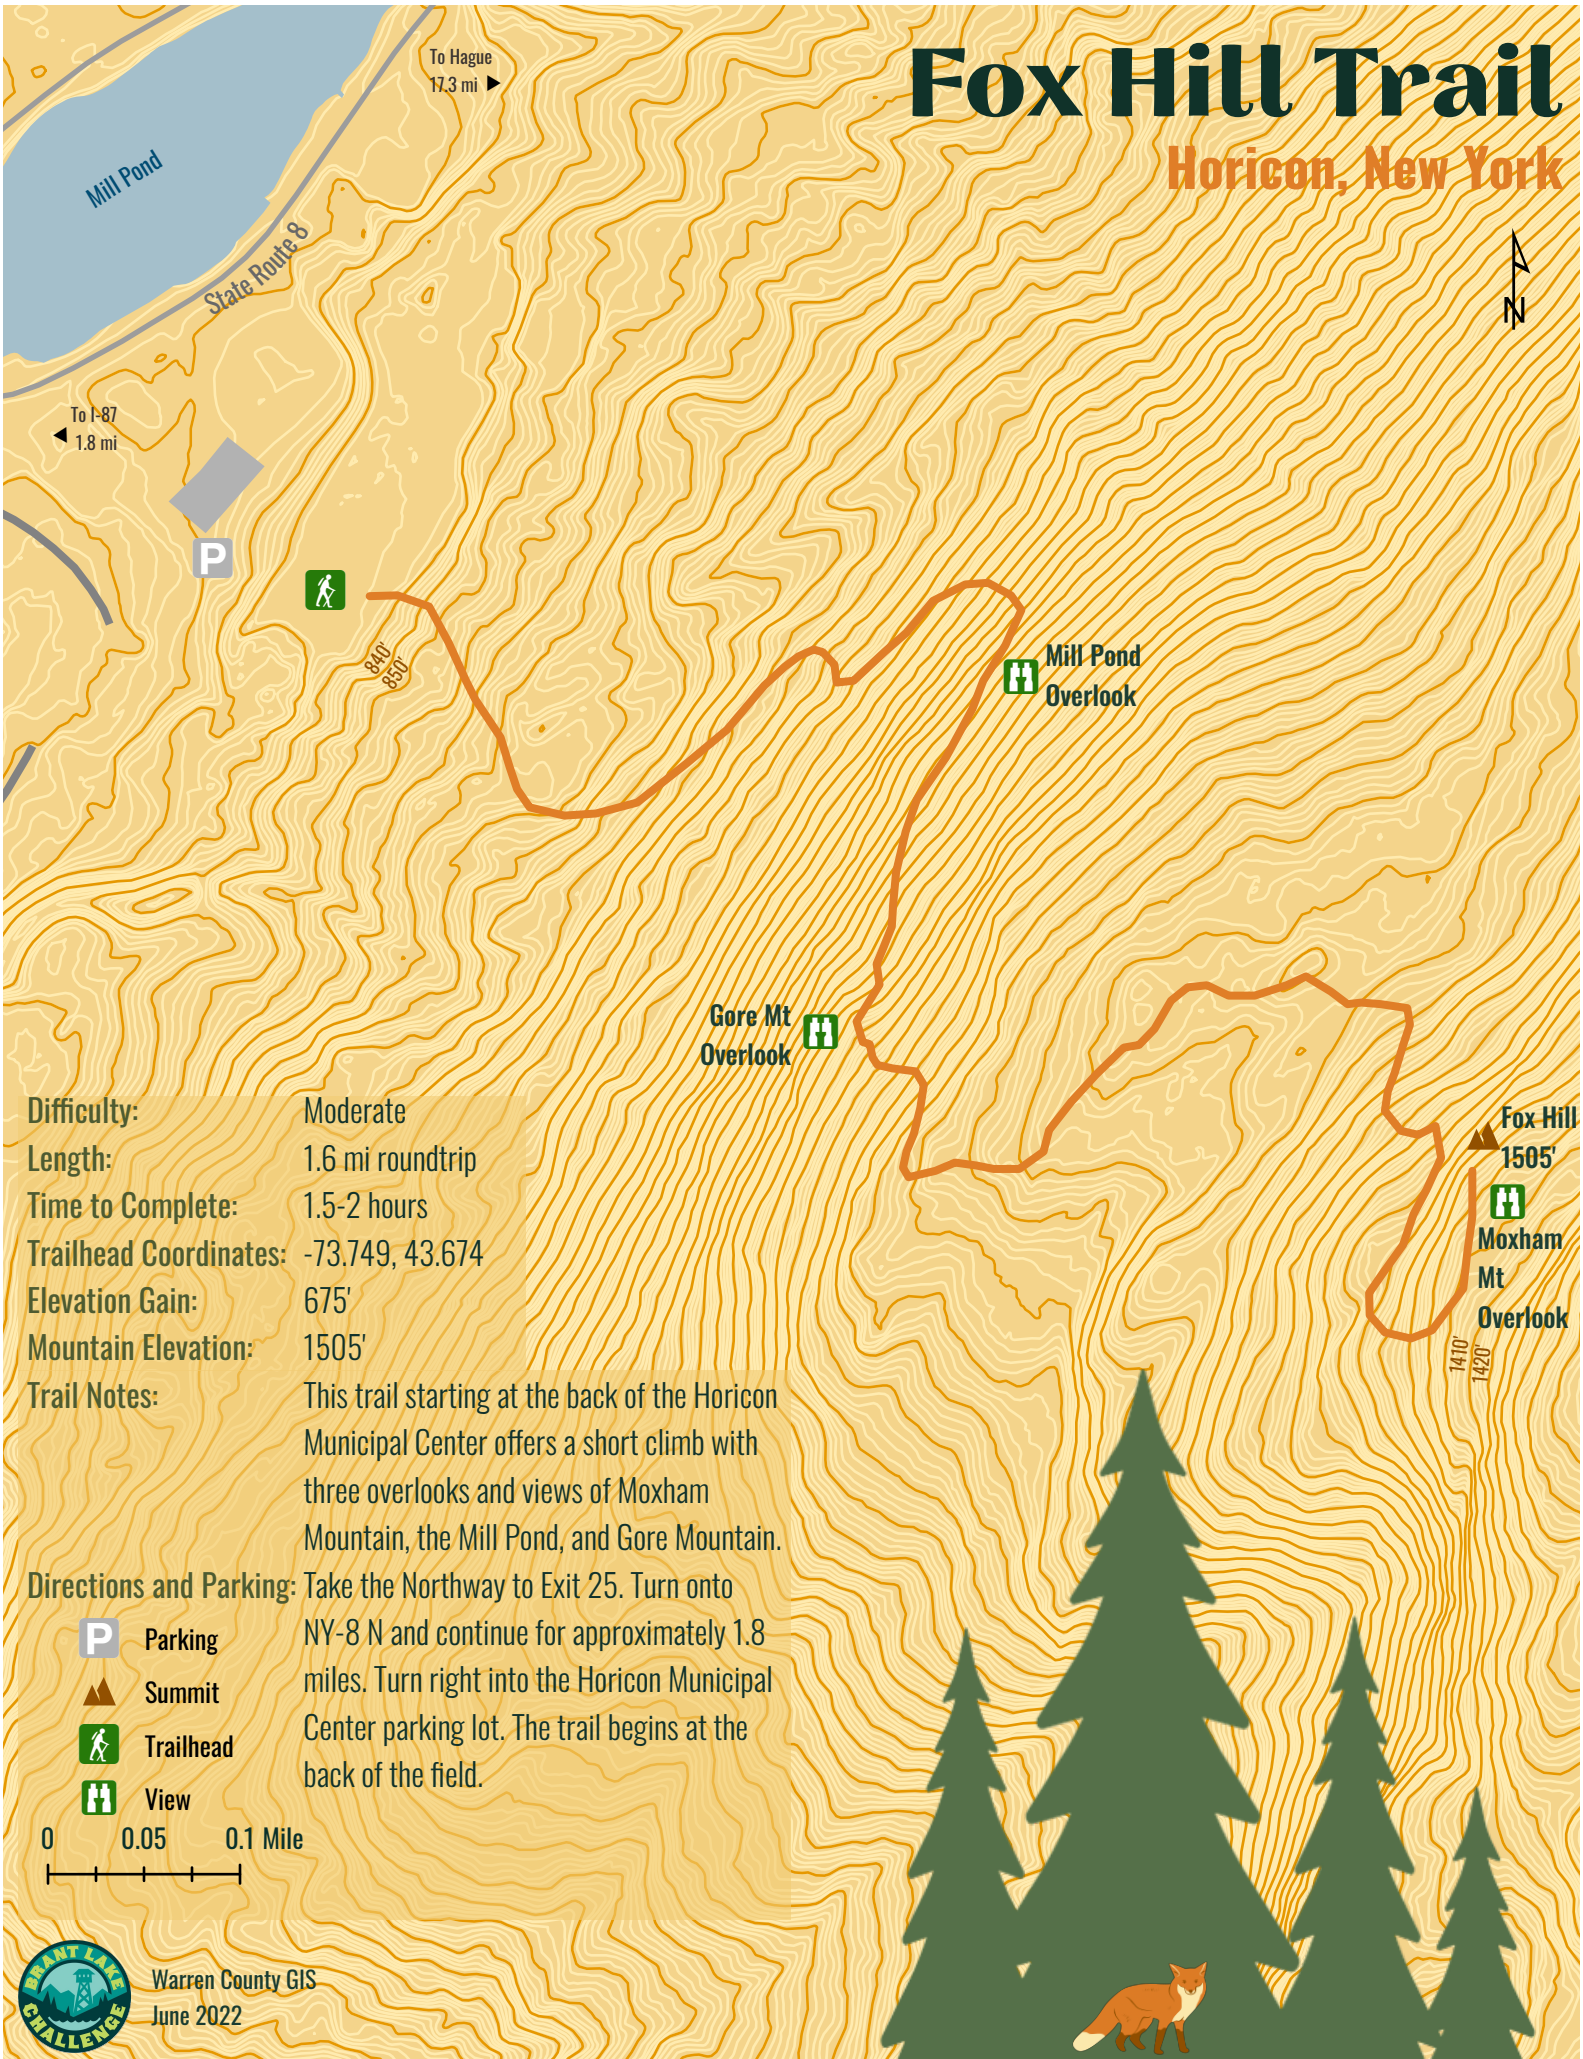 Fox Hill Trail
Horicon, New York
To Hague
17.3 mi
Mill Pond
State Route 8
N
To I-87
1.8 mi
P
840'
850'
Mill Pond
Overlook
Gore Mt
Overlook
Fox Hill
1505'
Moxham
Mt
Overlook
1410'
1420'
Difficulty: Moderate
Length: 1.6 mi roundtrip
Time to Complete: 1.5-2 hours
Trailhead Coordinates: -73.749, 43.674
Elevation Gain: 675'
Mountain Elevation: 1505'
Trail Notes: This trail starting at the back of the Horicon
Municipal Center offers a short climb with
three overlooks and views of Moxham
Mountain, the Mill Pond, and Gore Mountain.
Directions and Parking: Take the Northway to Exit 25. Turn onto
NY-8 N and continue for approximately 1.8
miles. Turn right into the Horicon Municipal
Center parking lot. The trail begins at the
back of the field.
P Parking
Summit
Trailhead
View
0 0.05 0.1 Mile
BRANT LAKE
CHALLENGE
Warren County GIS
June 2022